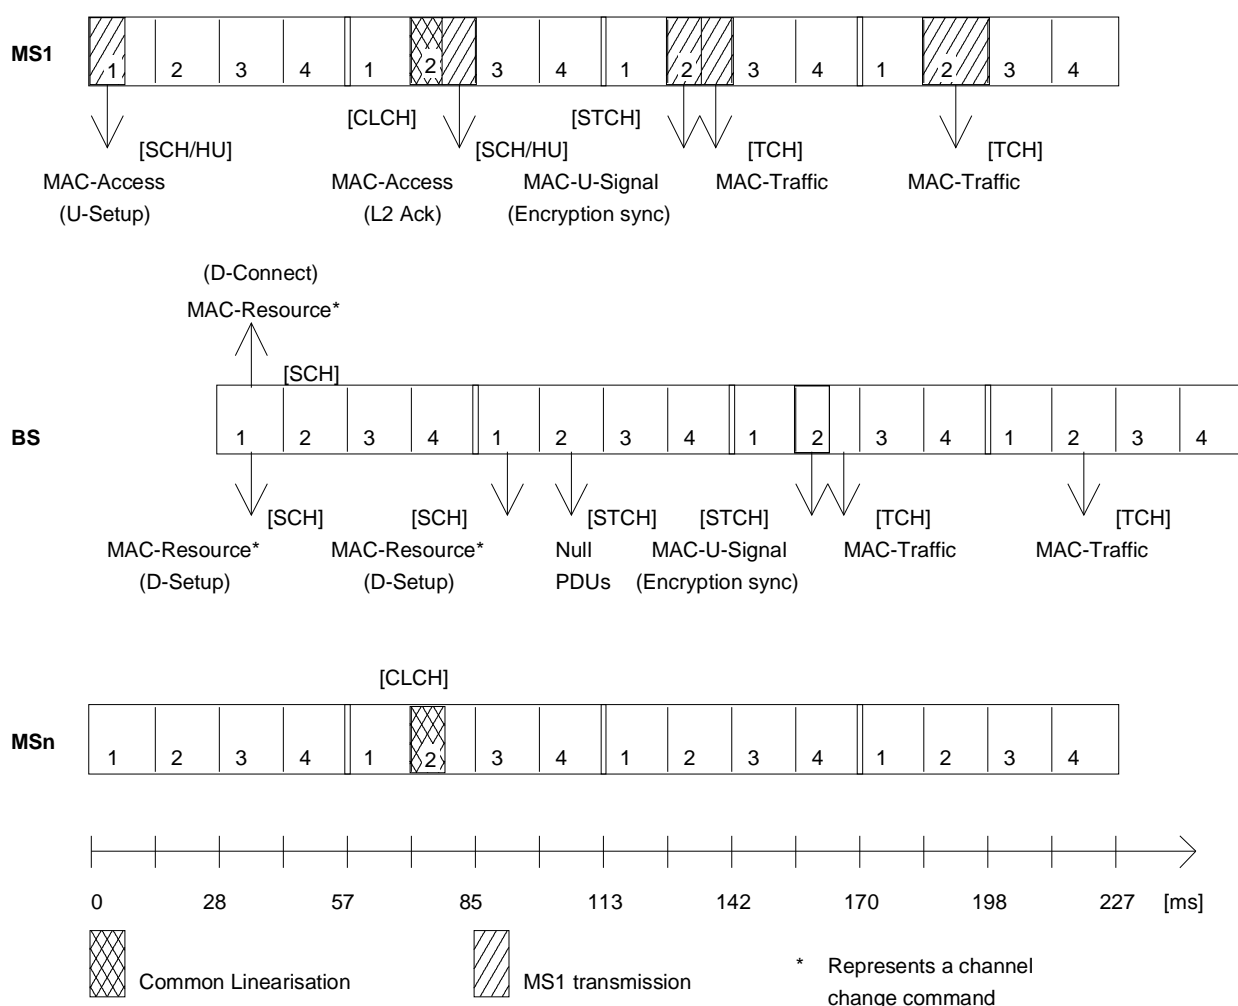 MS1
1 2 3 4 1 2 3 4 1 2 3 4 1 2 3 4
[CLCH] [STCH]
[SCH/HU] [SCH/HU] [TCH] [TCH]
MAC-Access MAC-Access MAC-U-Signal MAC-Traffic MAC-Traffic
(U-Setup) (L2 Ack) (Encryption sync)
(D-Connect)
MAC-Resource*
[SCH]
BS
1 2 3 4 1 2 3 4 1 2 3 4 1 2 3 4
[SCH] [SCH] [STCH] [STCH] [TCH] [TCH]
MAC-Resource* MAC-Resource* Null MAC-U-Signal MAC-Traffic MAC-Traffic
(D-Setup) (D-Setup) PDUs (Encryption sync)
[CLCH]
MSn
1 2 3 4 1 2 3 4 1 2 3 4 1 2 3 4
0 28 57 85 113 142 170 198 227 [ms]
Common Linearisation MS1 transmission * Represents a channel
change command